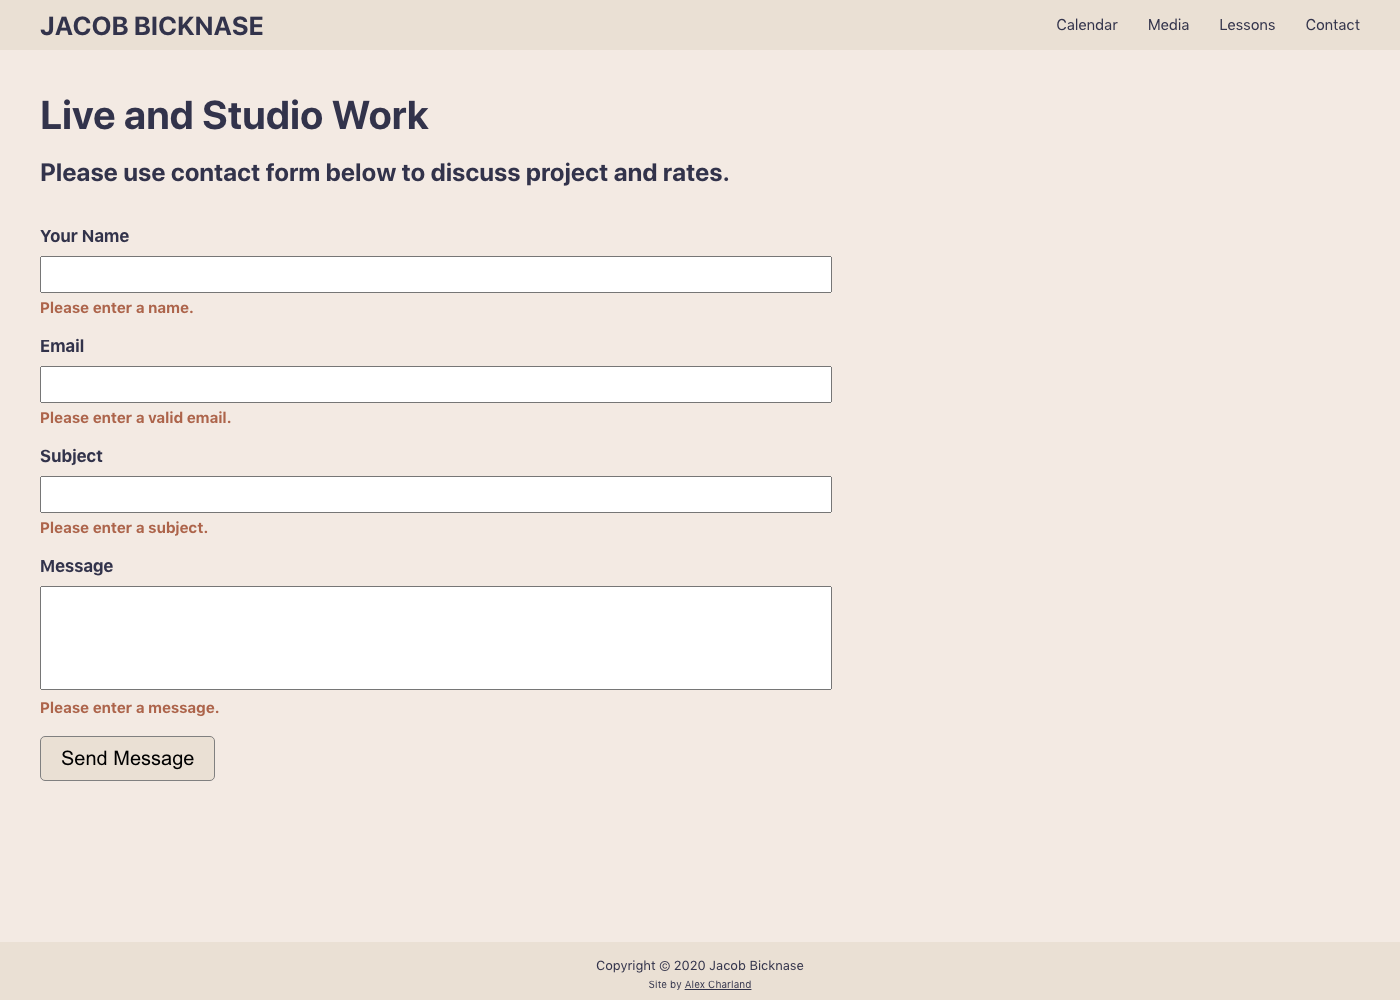 JACOB BICKNASE
Calendar Media Lessons Contact
Live and Studio Work
Please use contact form below to discuss project and rates.
Your Name
Please enter a name.
Email
Please enter a valid email.
Subject
Please enter a subject.
Message
Please enter a message.
Send Message
Copyright © 2020 Jacob Bicknase
Site by Alex Charland